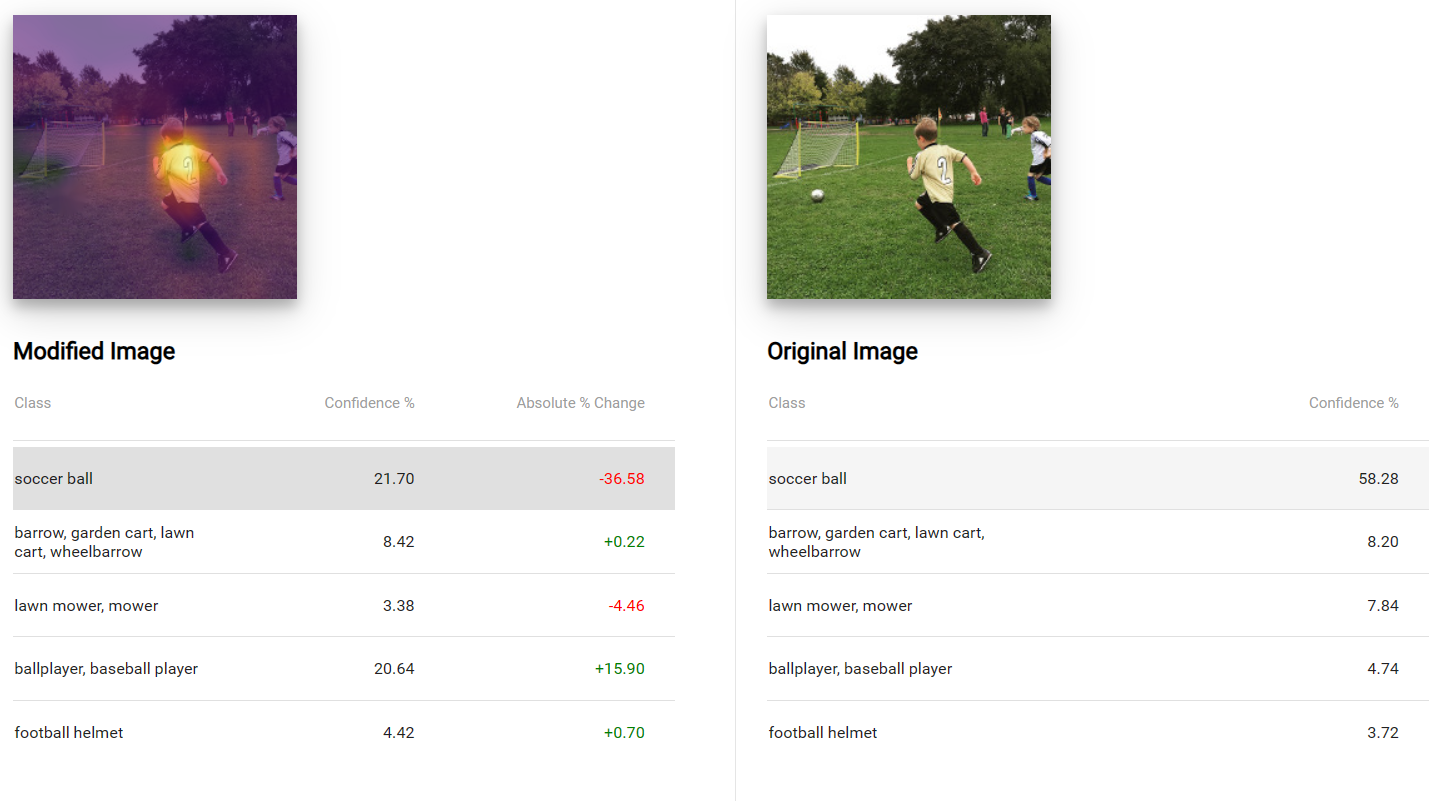 2
2
Modified Image
Class Confidence % Absolute % Change
soccer ball 21.70 -36.58
barrow, garden cart, lawn
cart, wheelbarrow 8.42 +0.22
lawn mower, mower 3.38 -4.46
ballplayer, baseball player 20.64 +15.90
football helmet 4.42 +0.70
Original Image
Class Confidence %
soccer ball 58.28
barrow, garden cart, lawn cart,
wheelbarrow 8.20
lawn mower, mower 7.84
ballplayer, baseball player 4.74
football helmet 3.72